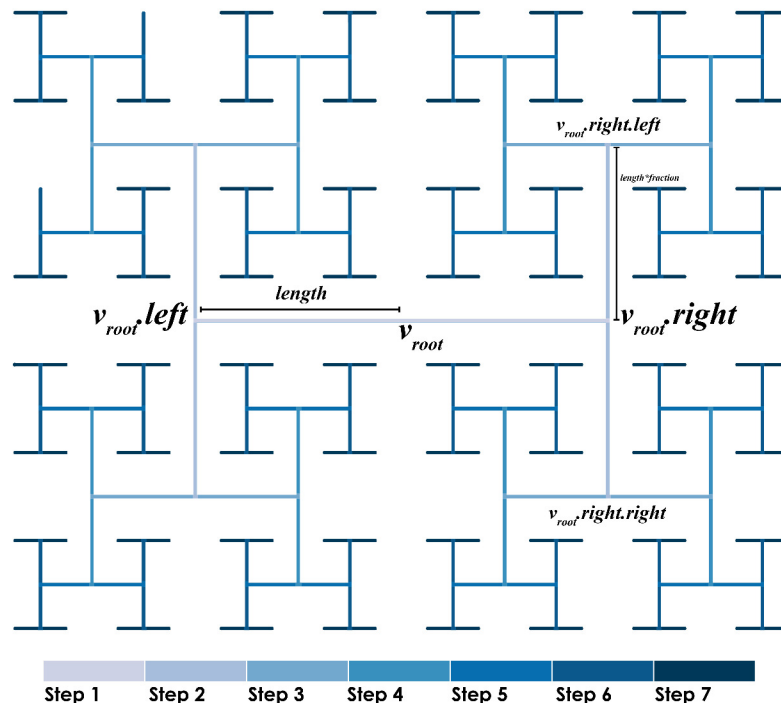 v_root.right.left
length*fraction
length
v_root.left
v_root.right
v_root
v_root.right.right
Step 1 Step 2 Step 3 Step 4 Step 5 Step 6 Step 7